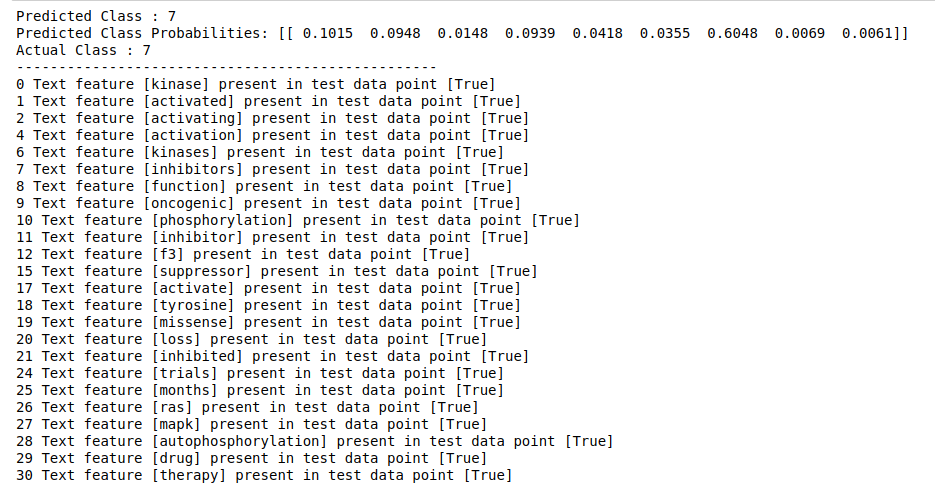 Predicted Class : 7
Predicted Class Probabilities: [[ 0.1015  0.0948  0.0148  0.0939  0.0418  0.0355  0.6048  0.0069  0.0061]]
Actual Class : 7
--------------------------------------------------
0 Text feature [kinase] present in test data point [True]
1 Text feature [activated] present in test data point [True]
2 Text feature [activating] present in test data point [True]
4 Text feature [activation] present in test data point [True]
6 Text feature [kinases] present in test data point [True]
7 Text feature [inhibitors] present in test data point [True]
8 Text feature [function] present in test data point [True]
9 Text feature [oncogenic] present in test data point [True]
10 Text feature [phosphorylation] present in test data point [True]
11 Text feature [inhibitor] present in test data point [True]
12 Text feature [f3] present in test data point [True]
15 Text feature [suppressor] present in test data point [True]
17 Text feature [activate] present in test data point [True]
18 Text feature [tyrosine] present in test data point [True]
19 Text feature [missense] present in test data point [True]
20 Text feature [loss] present in test data point [True]
21 Text feature [inhibited] present in test data point [True]
24 Text feature [trials] present in test data point [True]
25 Text feature [months] present in test data point [True]
26 Text feature [ras] present in test data point [True]
27 Text feature [mapk] present in test data point [True]
28 Text feature [autophosphorylation] present in test data point [True]
29 Text feature [drug] present in test data point [True]
30 Text feature [therapy] present in test data point [True]